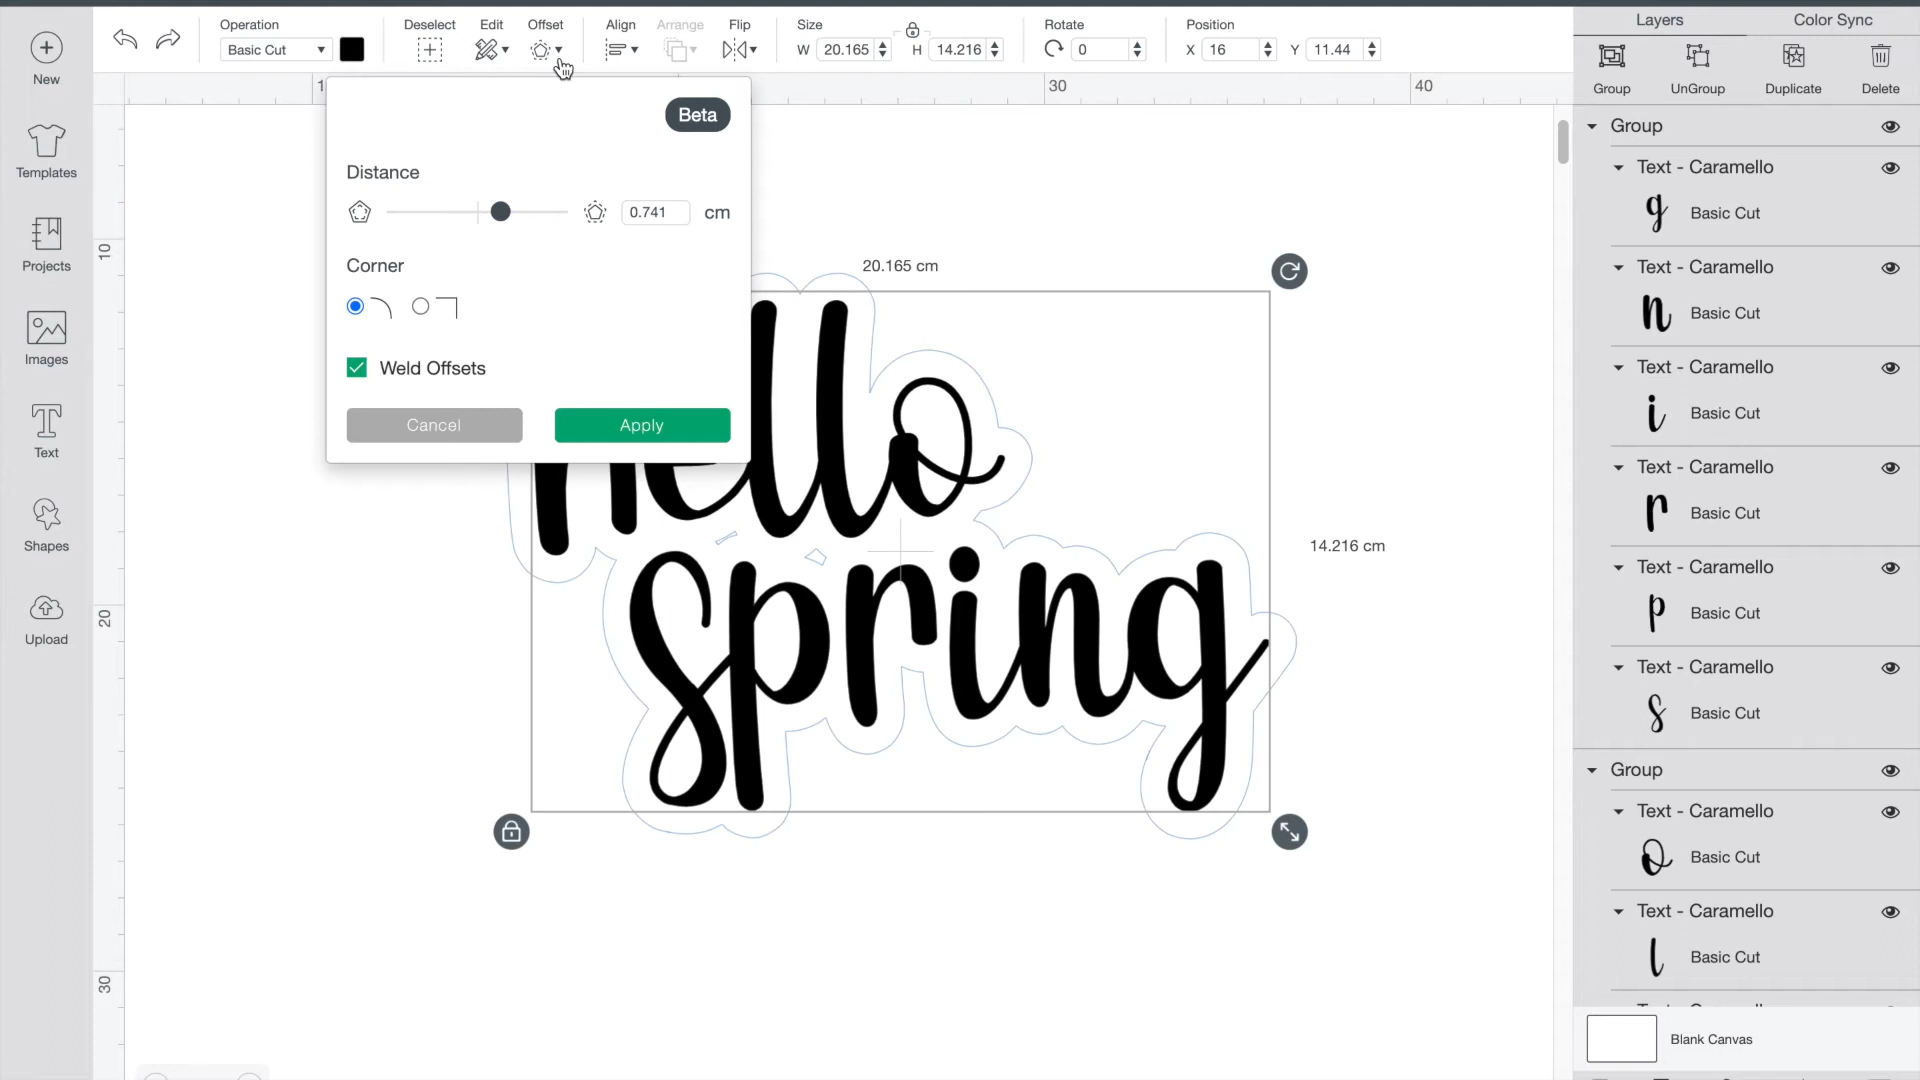 New
Templates
Projects
Images
Text
Shapes
Upload
Operation
Basic Cut
Deselect
Edit
Offset
Align
Arrange
Flip
Size
W 20.165
H 14.216
Rotate
0
Position
X 16
Y 11.44
30
40
10
20
30
Beta
Distance
0.741 cm
Corner
Weld Offsets
Cancel
Apply
20.165 cm
14.216 cm
hello
spring
Layers
Color Sync
Group
UnGroup
Duplicate
Delete
Group
Text - Caramello
g Basic Cut
Text - Caramello
n Basic Cut
Text - Caramello
i Basic Cut
Text - Caramello
r Basic Cut
Text - Caramello
p Basic Cut
Text - Caramello
s Basic Cut
Group
Text - Caramello
o Basic Cut
Text - Caramello
l Basic Cut
Blank Canvas